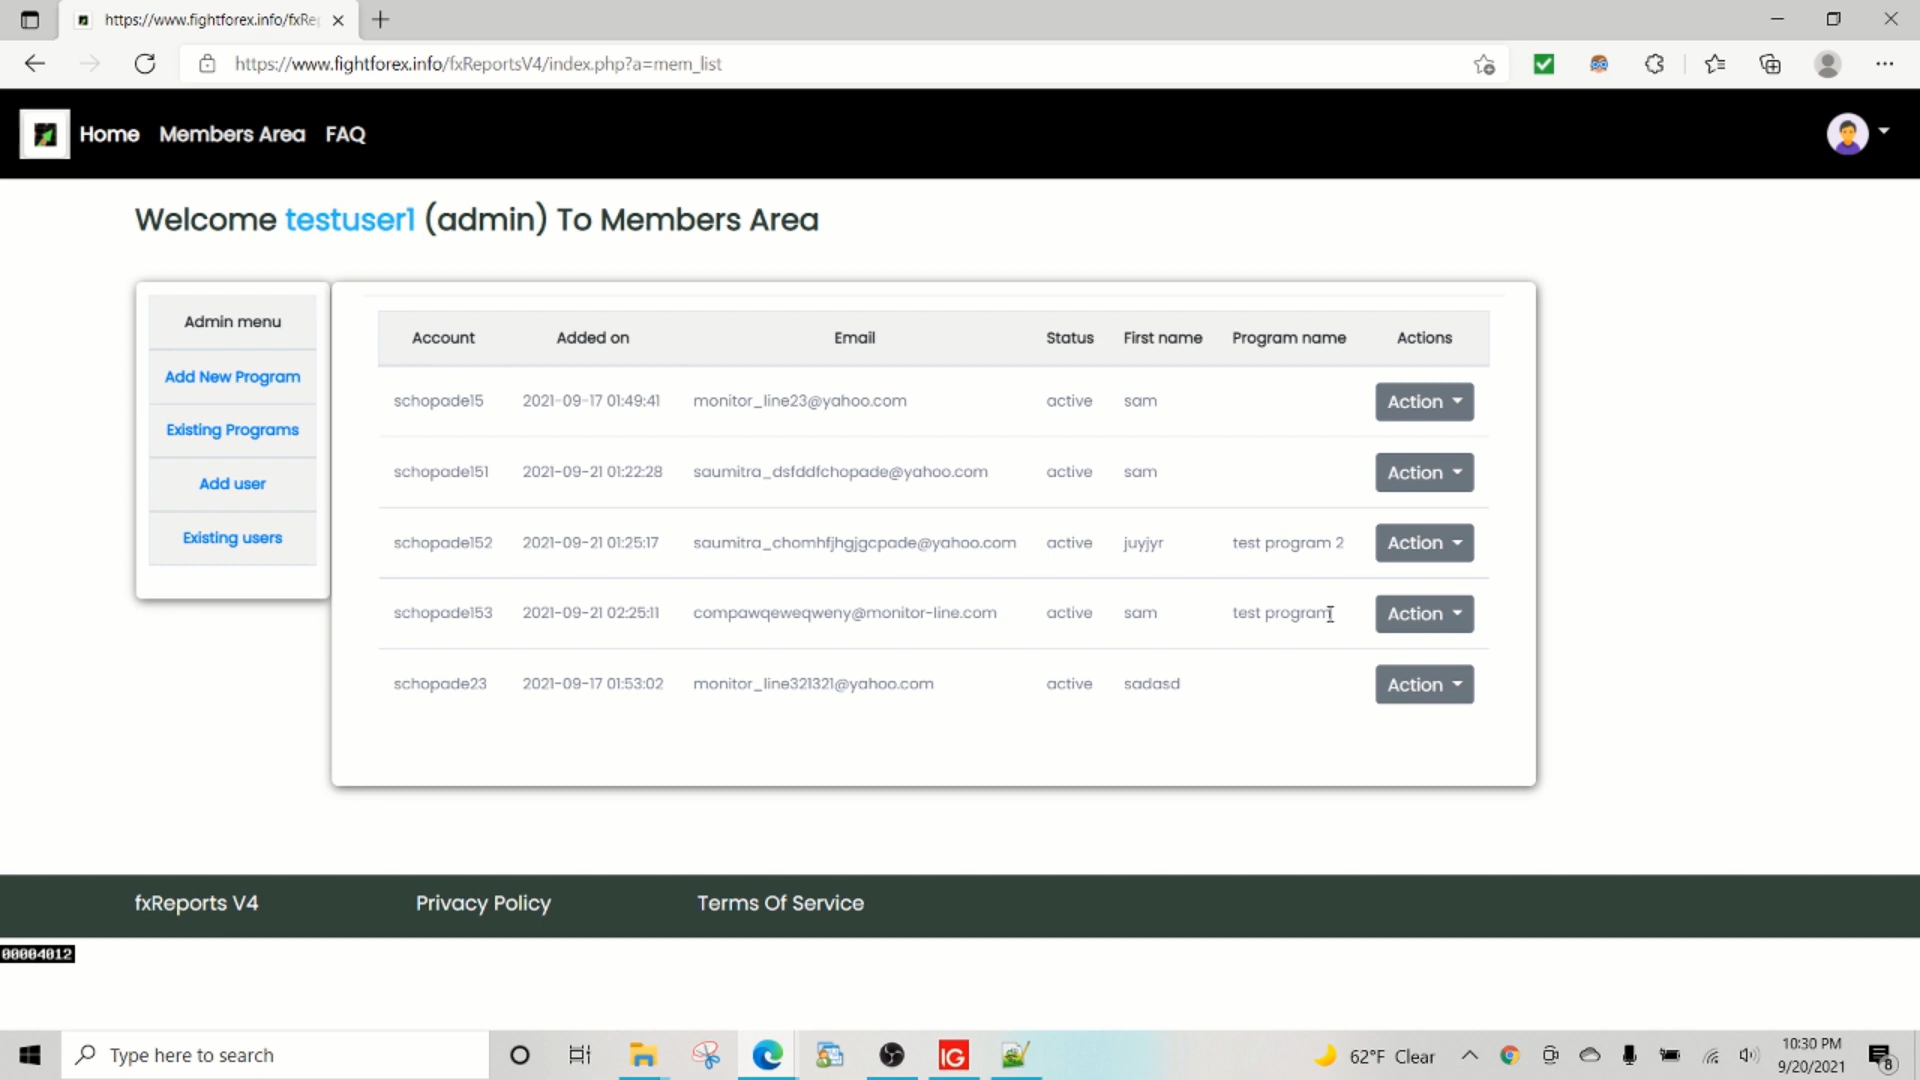 https://www.fightforex.info/fxRe
https://www.fightforex.info/fxReportsV4/index.php?a=mem_list
Home Members Area FAQ
Welcome testuser1 (admin) To Members Area
Admin menu
Add New Program
Existing Programs
Add user
Existing users
Account Added on Email Status First name Program name Actions
schopade15 2021-09-17 01:49:41 monitor_line23@yahoo.com active sam Action
schopade151 2021-09-21 01:22:28 saumitra_dsfddfchopade@yahoo.com active sam Action
schopade152 2021-09-21 01:25:17 saumitra_chomhfjhgjgcpade@yahoo.com active juyjyr test program 2 Action
schopade153 2021-09-21 02:25:11 compawqeweqweny@monitor-line.com active sam test program Action
schopade23 2021-09-17 01:53:02 monitor_line321321@yahoo.com active sadasd Action
fxReports V4 Privacy Policy Terms Of Service
00004012
Type here to search
IG
62°F Clear
10:30 PM
9/20/2021
8